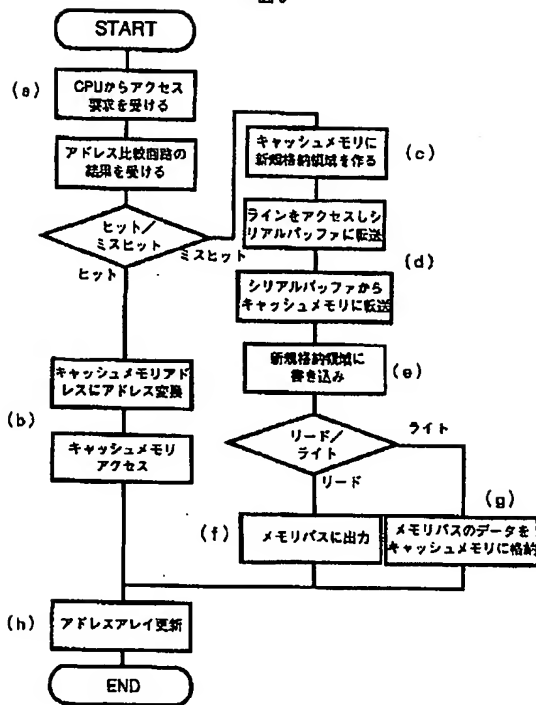 START
(a)
CPUからアクセス
要求を受ける
アドレス比較回路の
結果を受ける
ヒット／
ミスヒット
ミスヒット
ヒット
キャッシュメモリに
新規格納領域を作る
(c)
ラインをアクセスしシ
リアルバッファに転送
(d)
シリアルバッファから
キャッシュメモリに転送
新規格納領域に
書き込み
(e)
キャッシュメモリアド
レスにアドレス変換
(b)
キャッシュメモリ
アクセス
リード／
ライト
ライト
リード
(f)
メモリバスに出力
(g)
メモリバスのデータを
キャッシュメモリに格納
(h)
アドレスアレイ更新
END